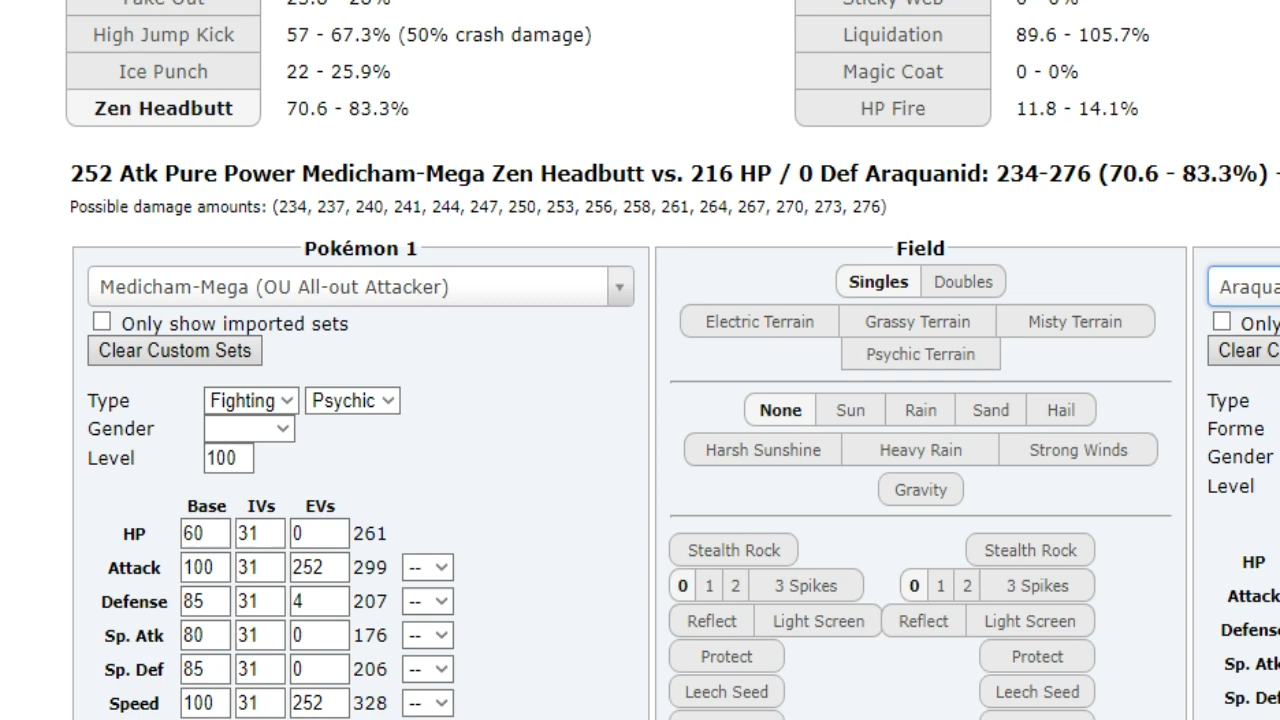 Take Out 23.6 - 28% Sticky Web 0 - 0%
High Jump Kick 57 - 67.3% (50% crash damage) Liquidation 89.6 - 105.7%
Ice Punch 22 - 25.9% Magic Coat 0 - 0%
Zen Headbutt 70.6 - 83.3% HP Fire 11.8 - 14.1%
252 Atk Pure Power Medicham-Mega Zen Headbutt vs. 216 HP / 0 Def Araquanid: 234-276 (70.6 - 83.3%) -
Possible damage amounts: (234, 237, 240, 241, 244, 247, 250, 253, 256, 258, 261, 264, 267, 270, 273, 276)
Pokémon 1
Medicham-Mega (OU All-out Attacker)
Only show imported sets
Clear Custom Sets
Type Fighting Psychic
Gender
Level 100
Base IVs EVs
HP 60 31 0 261
Attack 100 31 252 299 --
Defense 85 31 4 207 --
Sp. Atk 80 31 0 176 --
Sp. Def 85 31 0 206 --
Speed 100 31 252 328 --
Field
Singles Doubles
Electric Terrain Grassy Terrain Misty Terrain
Psychic Terrain
None Sun Rain Sand Hail
Harsh Sunshine Heavy Rain Strong Winds
Gravity
Stealth Rock Stealth Rock
0 1 2 3 Spikes 0 1 2 3 Spikes
Reflect Light Screen Reflect Light Screen
Protect Protect
Leech Seed Leech Seed
Araqua
Only
Clear C
Type
Forme
Gender
Level
HP
Attack
Defens
Sp. Atk
Sp. Def